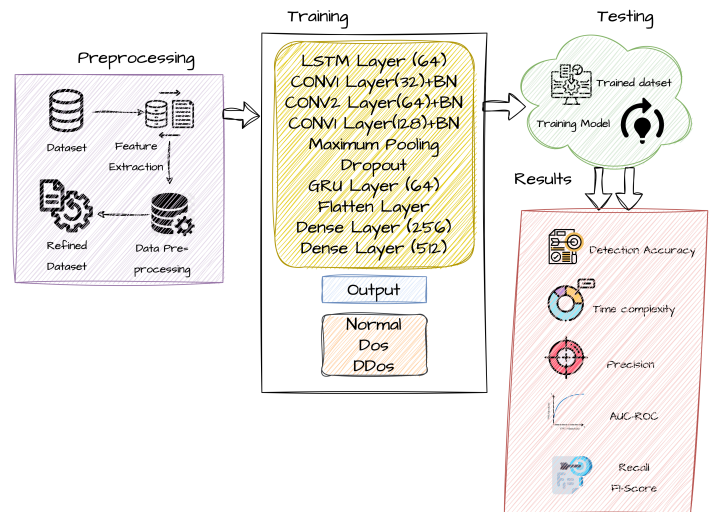 Preprocessing
Dataset
Feature
Extraction
Refined
Dataset
Data Pre-
processing
Training
LSTM Layer (64)
CONV1 Layer(32)+BN
CONV2 Layer(64)+BN
CONV1 Layer(128)+BN
Maximum Pooling
Dropout
GRU Layer (64)
Flatten Layer
Dense Layer (256)
Dense Layer (512)
Output
Normal
Dos
DDos
Testing
Trained datset
Training Model
Results
Detection Accuracy
Time complexity
Precision
AUC-ROC
Recall
F1-Score